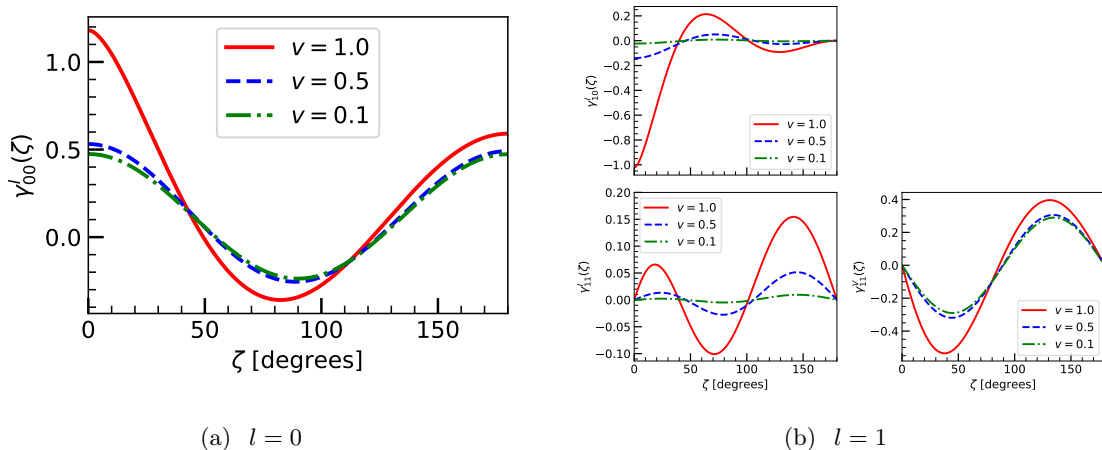 γ^I_00(ζ)
1.0
0.5
0.0
v = 1.0
v = 0.5
v = 0.1
0 50 100 150
ζ [degrees]
(a) l = 0
γ^I_10(ζ)
0.2
0.0
−0.2
−0.4
−0.6
−0.8
−1.0
v = 1.0
v = 0.5
v = 0.1
γ^I_11(ζ)
0.20
0.15
0.10
0.05
0.00
−0.05
−0.10
v = 1.0
v = 0.5
v = 0.1
0 50 100 150
ζ [degrees]
γ^V_11(ζ)
0.4
0.2
0.0
−0.2
−0.4
v = 1.0
v = 0.5
v = 0.1
0 50 100 150
ζ [degrees]
(b) l = 1